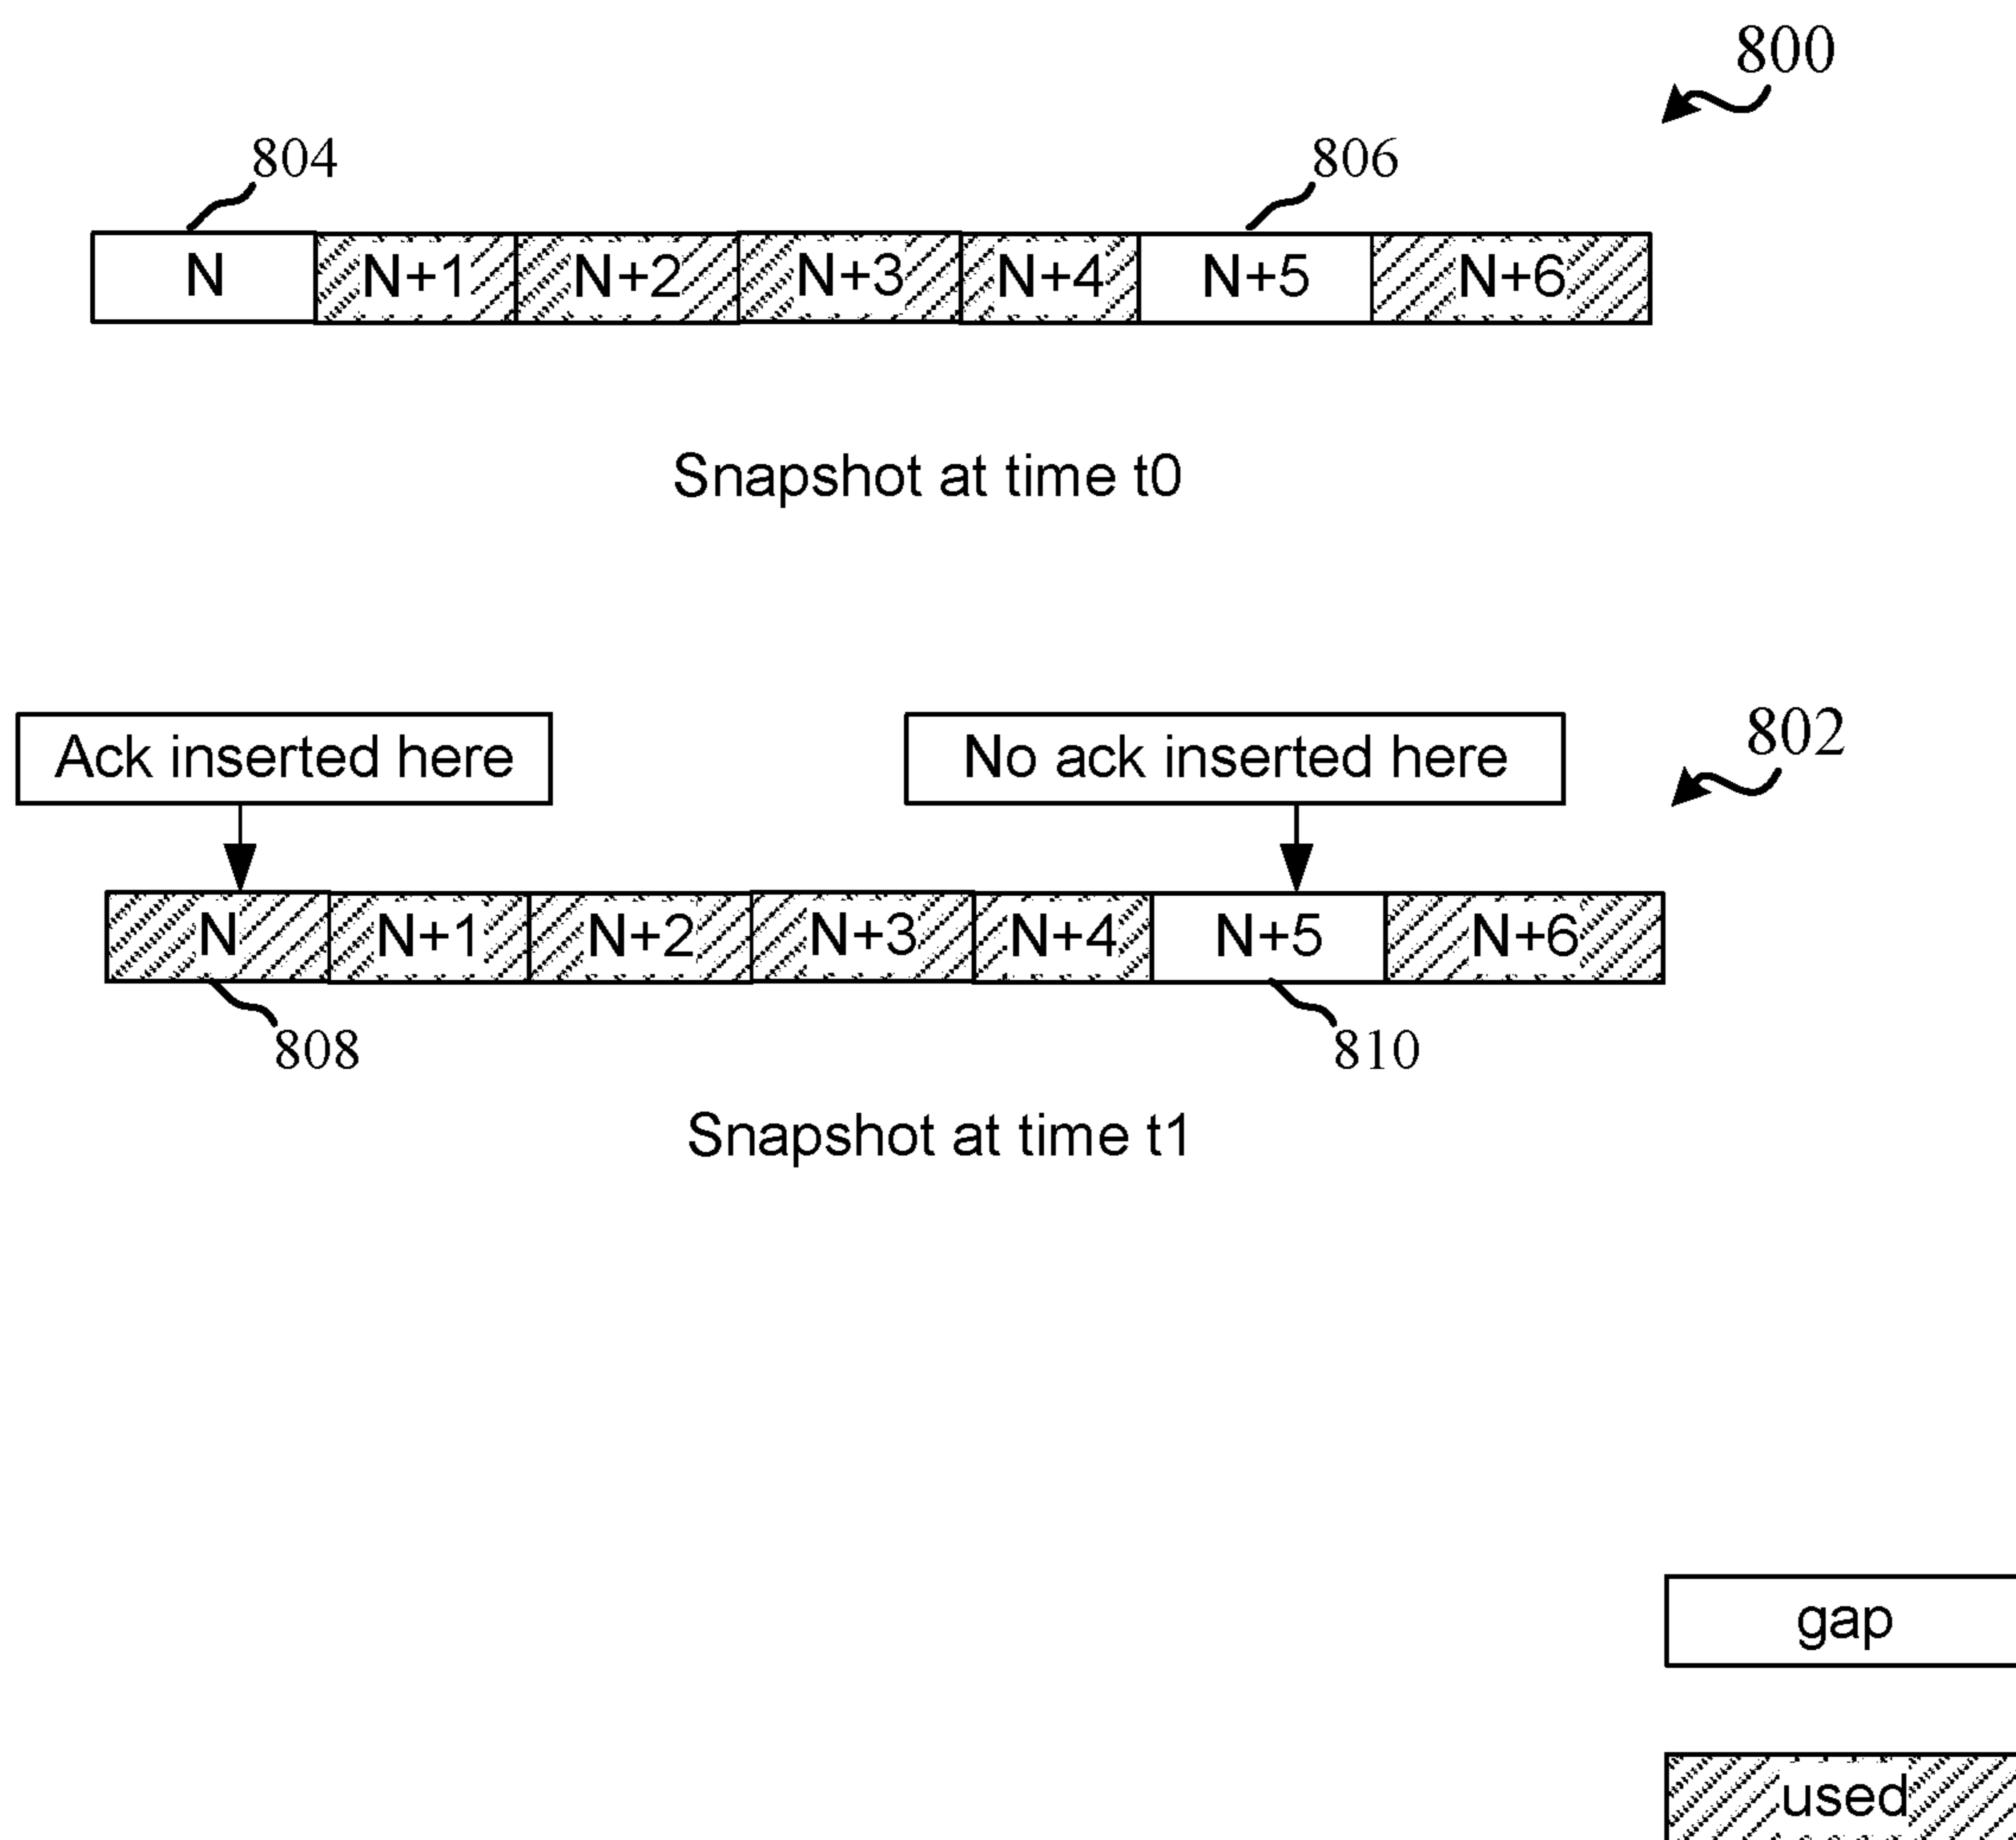 800
804
806
N N+1 N+2 N+3 N+4 N+5 N+6
Snapshot at time t0
Ack inserted here
No ack inserted here
802
N N+1 N+2 N+3 N+4 N+5 N+6
808
810
Snapshot at time t1
gap
used